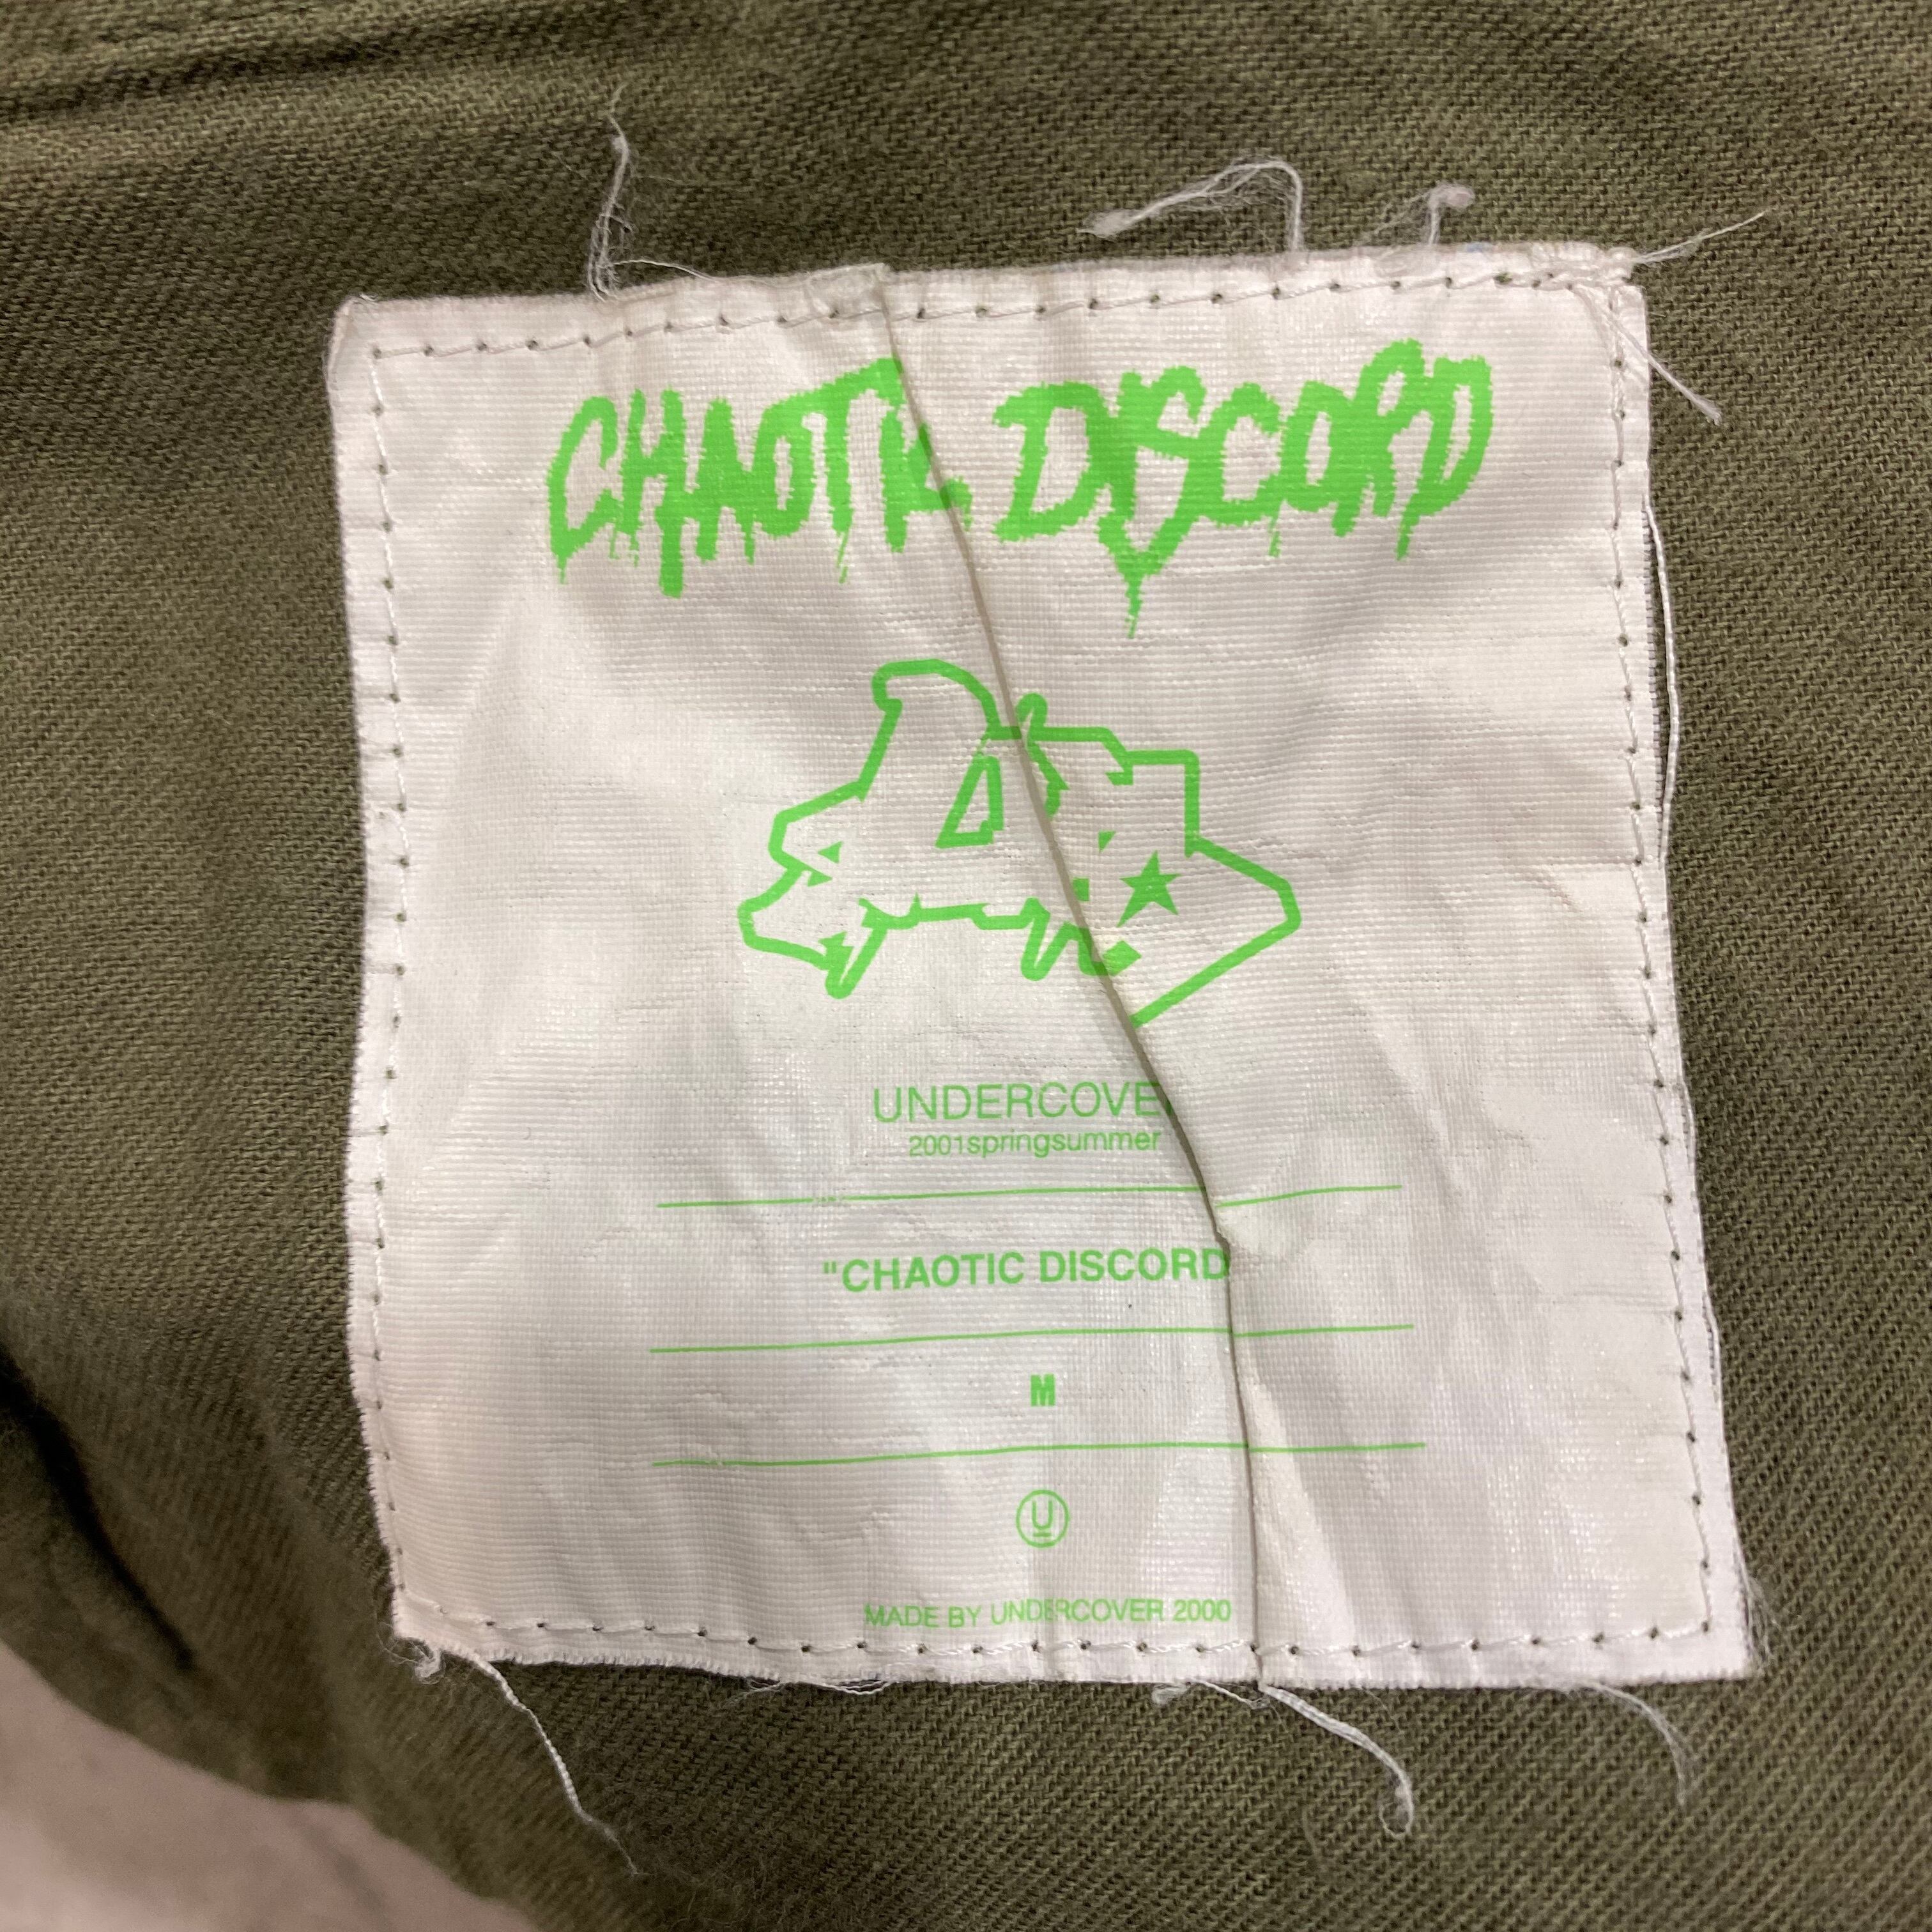 CHAOTIC DISCORD
UNDERCOVER
2001springsummer
"CHAOTIC DISCORD
M
U
MADE BY UNDERCOVER 2000